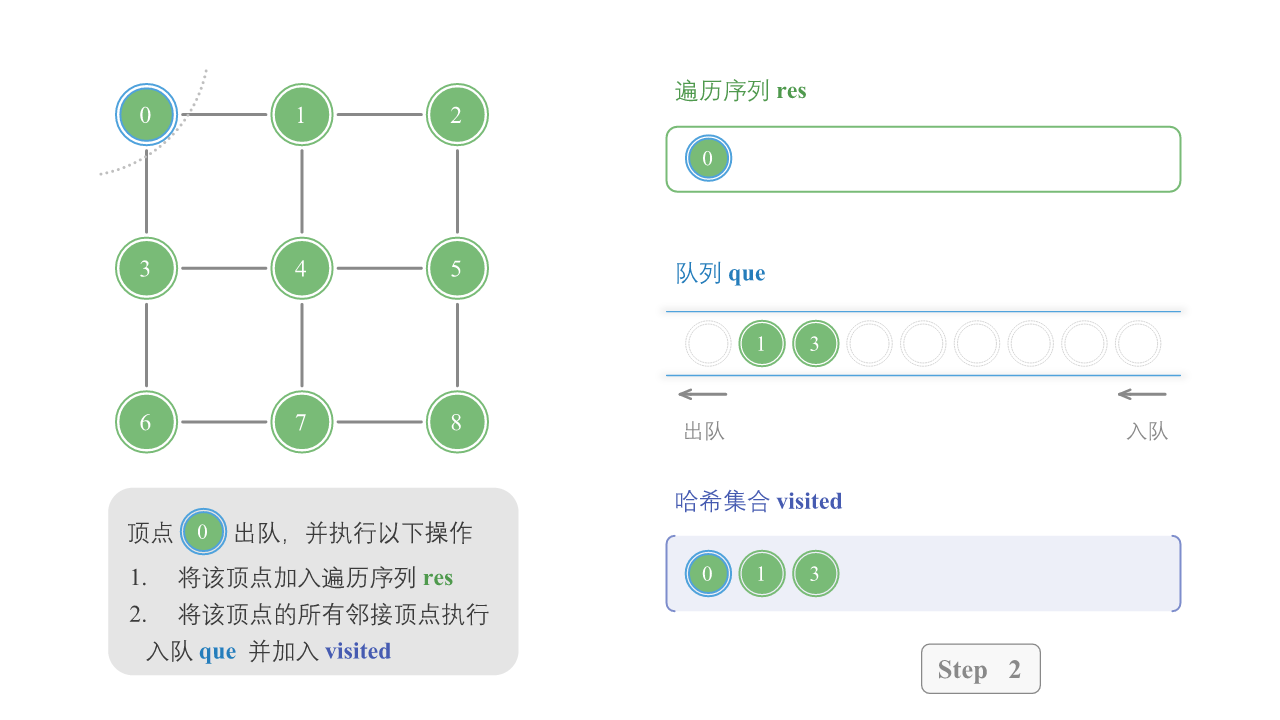 0 1 2
3 4 5
6 7 8
顶点 0 出队，并执行以下操作
1. 将该顶点加入遍历序列 res
2. 将该顶点的所有邻接顶点执行
入队 que 并加入 visited
遍历序列 res
0
队列 que
1 3
出队 入队
哈希集合 visited
0 1 3
Step 2